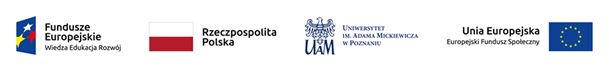 Fundusze
Europejskie
Wiedza Edukacja Rozwój
Rzeczpospolita
Polska
UAM
UNIWERSYTET
IM. ADAMA MICKIEWICZA
W POZNANIU
Unia Europejska
Europejski Fundusz Społeczny